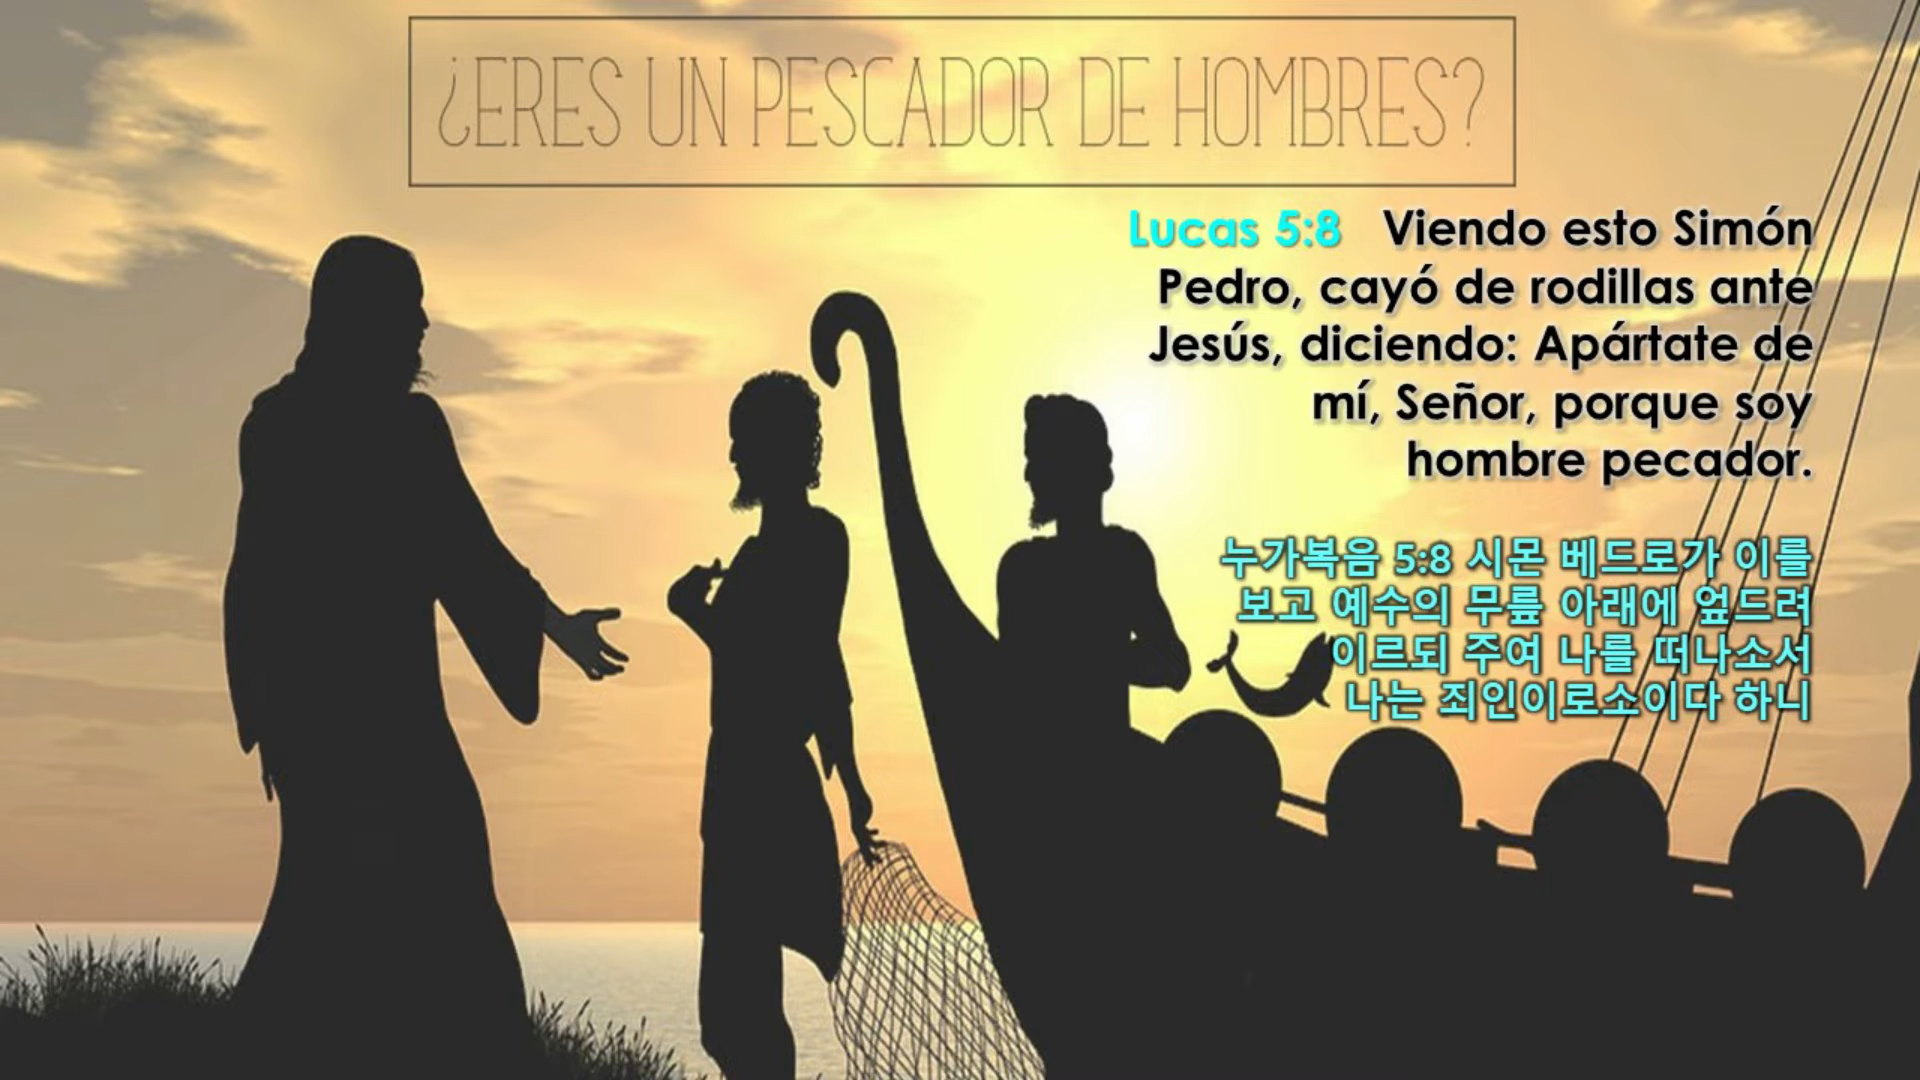 ¿ERES UN PESCADOR DE HOMBRES?
Lucas 5:8 Viendo esto Simón
Pedro, cayó de rodillas ante
Jesús, diciendo: Apártate de
mí, Señor, porque soy
hombre pecador.
누가복음 5:8 시몬 베드로가 이를
보고 예수의 무릎 아래에 엎드려
이르되 주여 나를 떠나소서
나는 죄인이로소이다 하니